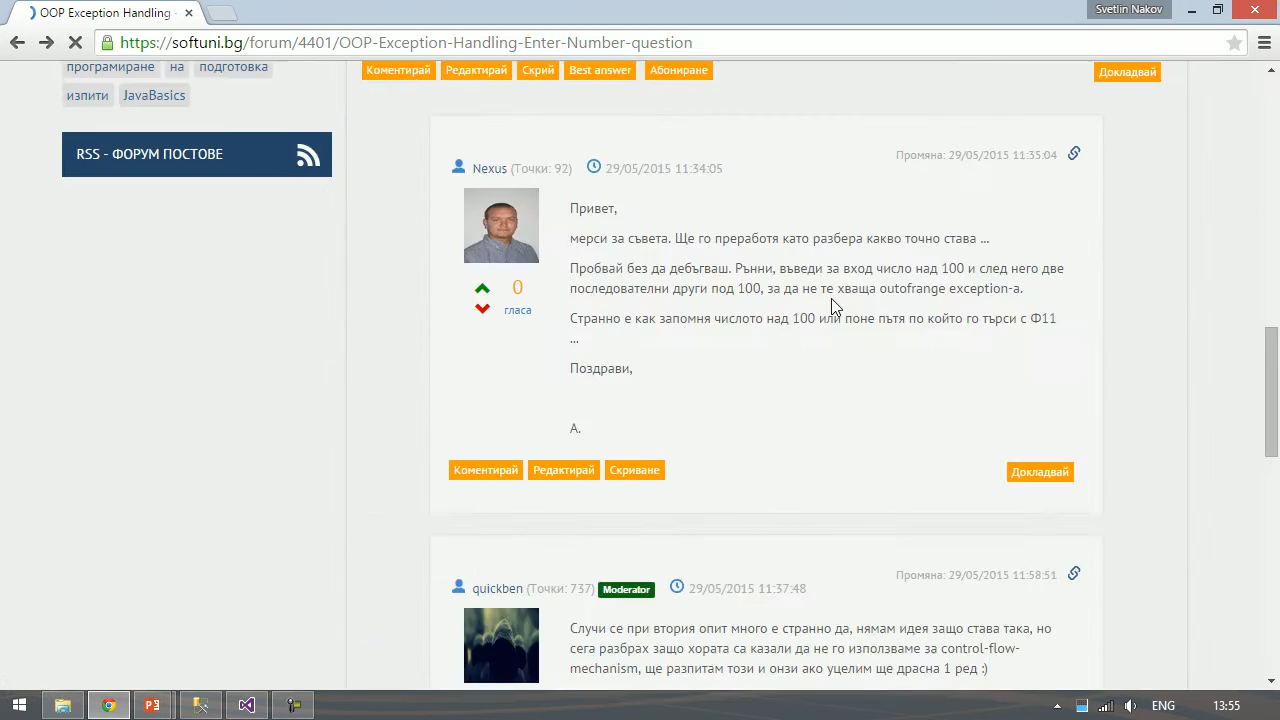 OOP Exception Handling -
Svetlin Nakov
https://softuni.bg/forum/4401/OOP-Exception-Handling-Enter-Number-question
програмиране на подготовка
изпити JavaBasics
RSS - ФОРУМ ПОСТОВЕ
Коментирай Редактирай Скрий Best answer Абониране Докладвай
Nexus (Точки: 92) 29/05/2015 11:34:05 Промяна: 29/05/2015 11:35:04
Привет,
мерси за съвета. Ще го преработя като разбера какво точно става ...
Пробвай без да дебъгваш. Рънни, въведи за вход число над 100 и след него две
последователни други под 100, за да не те хваща outofrange exception-а.
Странно е как запомня числото над 100 или поне пътя по който го търси с Ф11
...
Поздрави,
А.
0
гласа
Коментирай Редактирай Скриване Докладвай
quickben (Точки: 737) Moderator 29/05/2015 11:37:48 Промяна: 29/05/2015 11:58:51
Случи се при втория опит много е странно да, нямам идея защо става така, но
сега разбрах защо хората са казали да не го използваме за control-flow-
mechanism, ще разпитам този и онзи ако уцелим ще драсна 1 ред :)
ENG 13:55